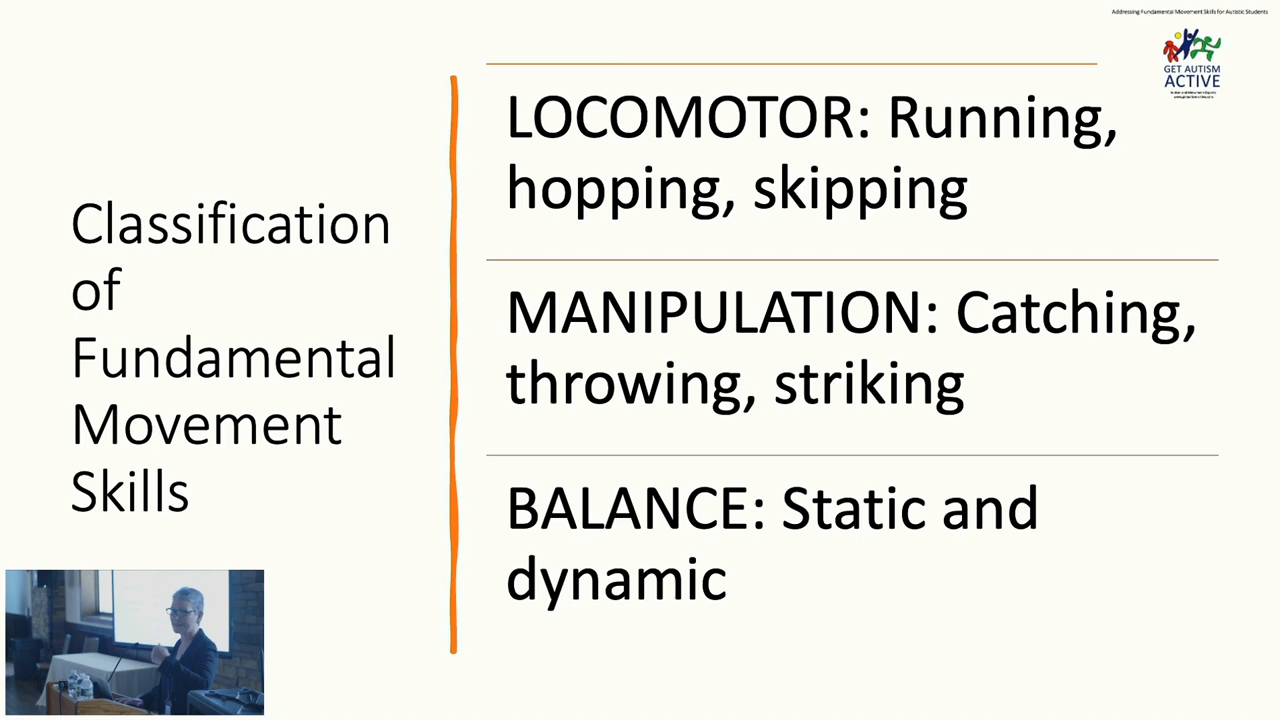 Addressing Fundamental Movement Skills for Autistic Students
GET AUTISM
ACTIVE
Classification
of
Fundamental
Movement
Skills
LOCOMOTOR: Running,
hopping, skipping
MANIPULATION: Catching,
throwing, striking
BALANCE: Static and
dynamic